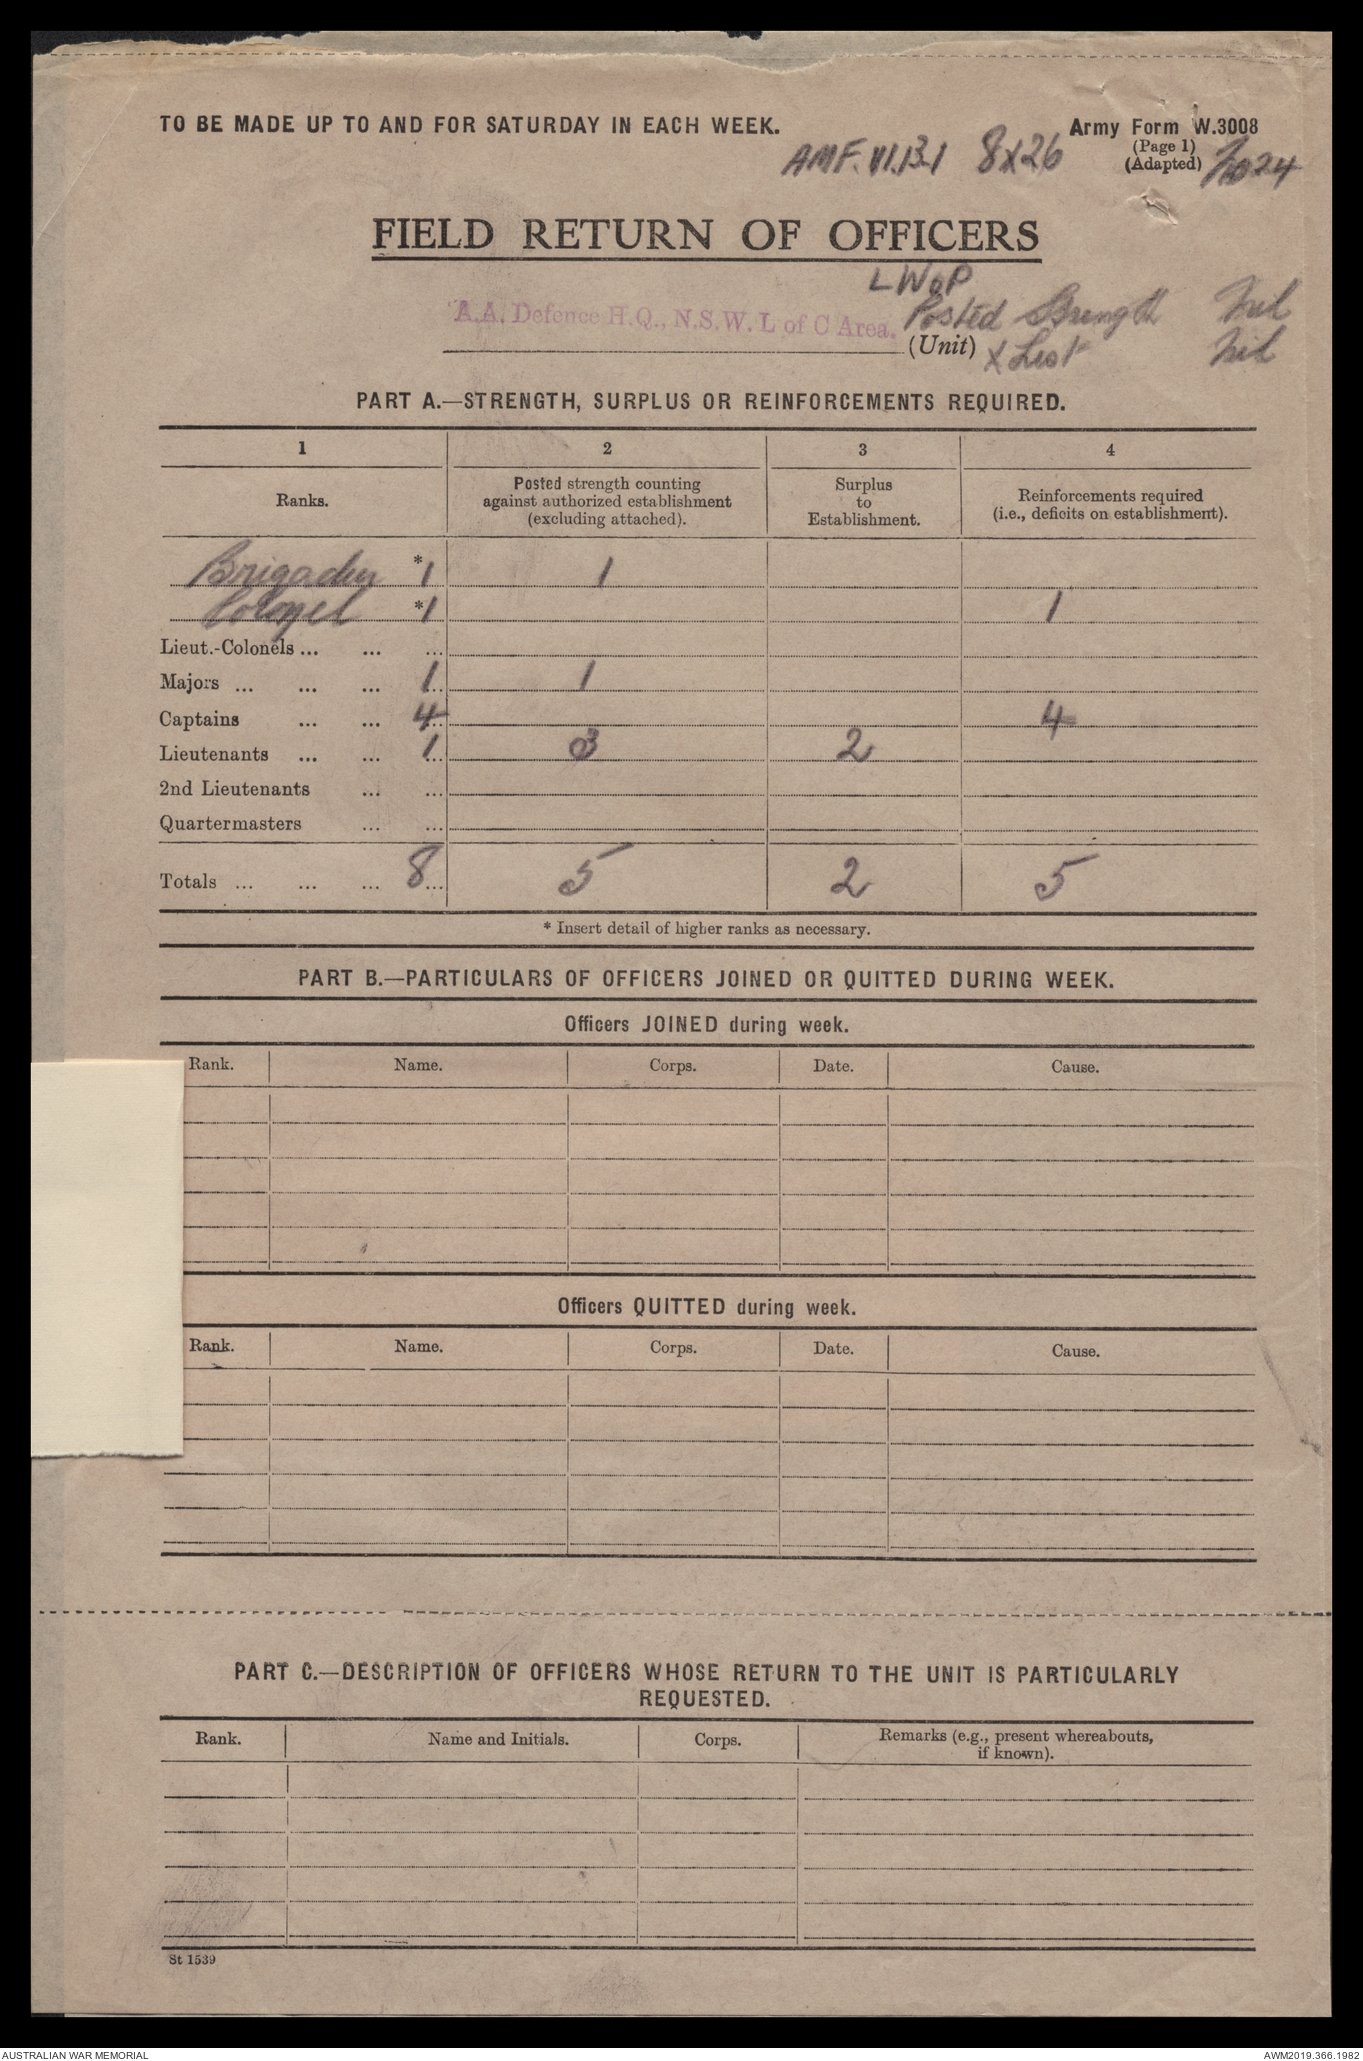 TO BE MADE UP TO AND FOR SATURDAY IN EACH WEEK.
Army Form W.3008
(Page 1)
(Adapted)
AMF. VI.13.1 8X26
FIELD RETURN OF OFFICERS
LWOP
A.A. Defence H.Q., N.S.W. L of C Area.
Posted Strength Nil
(Unit) X List Nil
PART A.—STRENGTH, SURPLUS OR REINFORCEMENTS REQUIRED.
1 2 3 4
Ranks. Posted strength counting against authorized establishment (excluding attached). Surplus to Establishment. Reinforcements required (i.e., deficits on establishment).
Brigadier *1 1
Colonel *1 1
Lieut.-Colonels ... ... ...
Majors ... ... ... 1 1
Captains ... ... 4 4
Lieutenants ... ... 1 3 2
2nd Lieutenants ... ...
Quartermasters ... ...
Totals ... ... ... 8 5 2 5
* Insert detail of higher ranks as necessary.
PART B.—PARTICULARS OF OFFICERS JOINED OR QUITTED DURING WEEK.
Officers JOINED during week.
Rank. Name. Corps. Date. Cause.
Officers QUITTED during week.
Rank. Name. Corps. Date. Cause.
PART C.—DESCRIPTION OF OFFICERS WHOSE RETURN TO THE UNIT IS PARTICULARLY
REQUESTED.
Rank. Name and Initials. Corps. Remarks (e.g., present whereabouts, if known).
St 1539
AUSTRALIAN WAR MEMORIAL AWM2019.366.1982